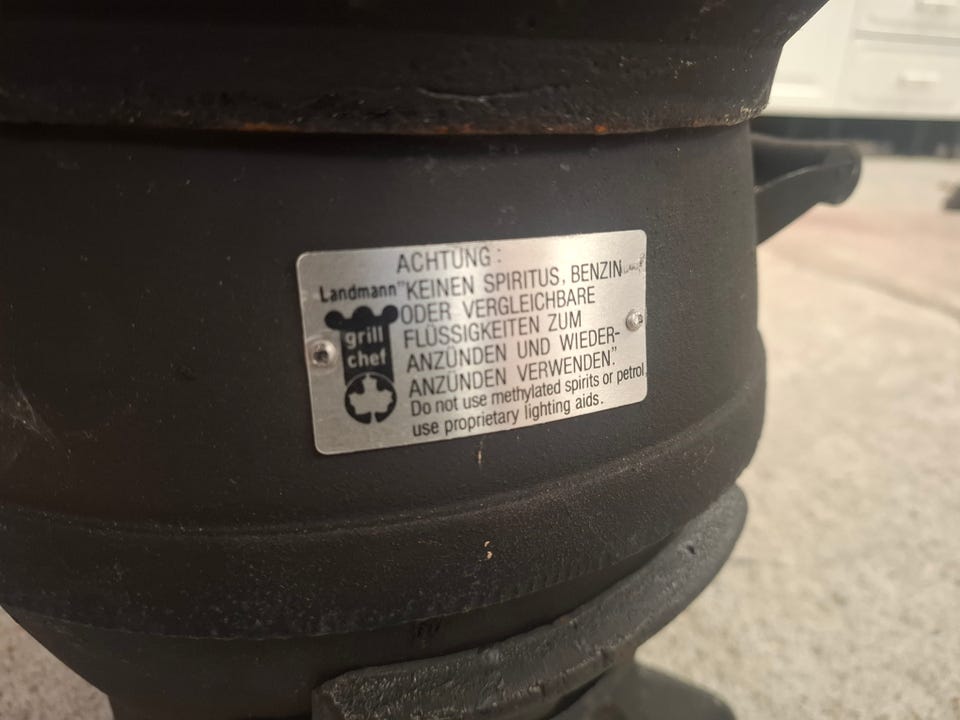 ACHTUNG:
Landmann "KEINEN SPIRITUS, BENZIN
ODER VERGLEICHBARE
FLÜSSIGKEITEN ZUM
ANZÜNDEN UND WIEDER-
ANZÜNDEN VERWENDEN."
Do not use methylated spirits or petrol,
use proprietary lighting aids.
grill
chef